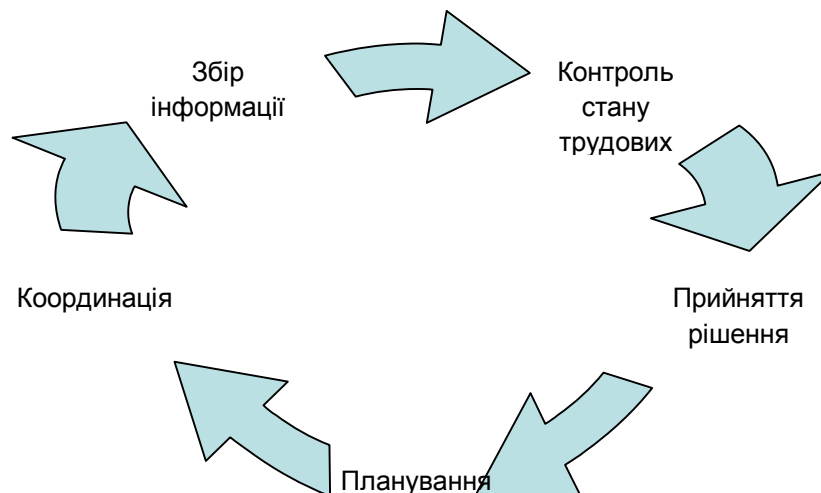 Збір
інформації
Контроль
стану
трудових
Прийняття
рішення
Планування
Координація